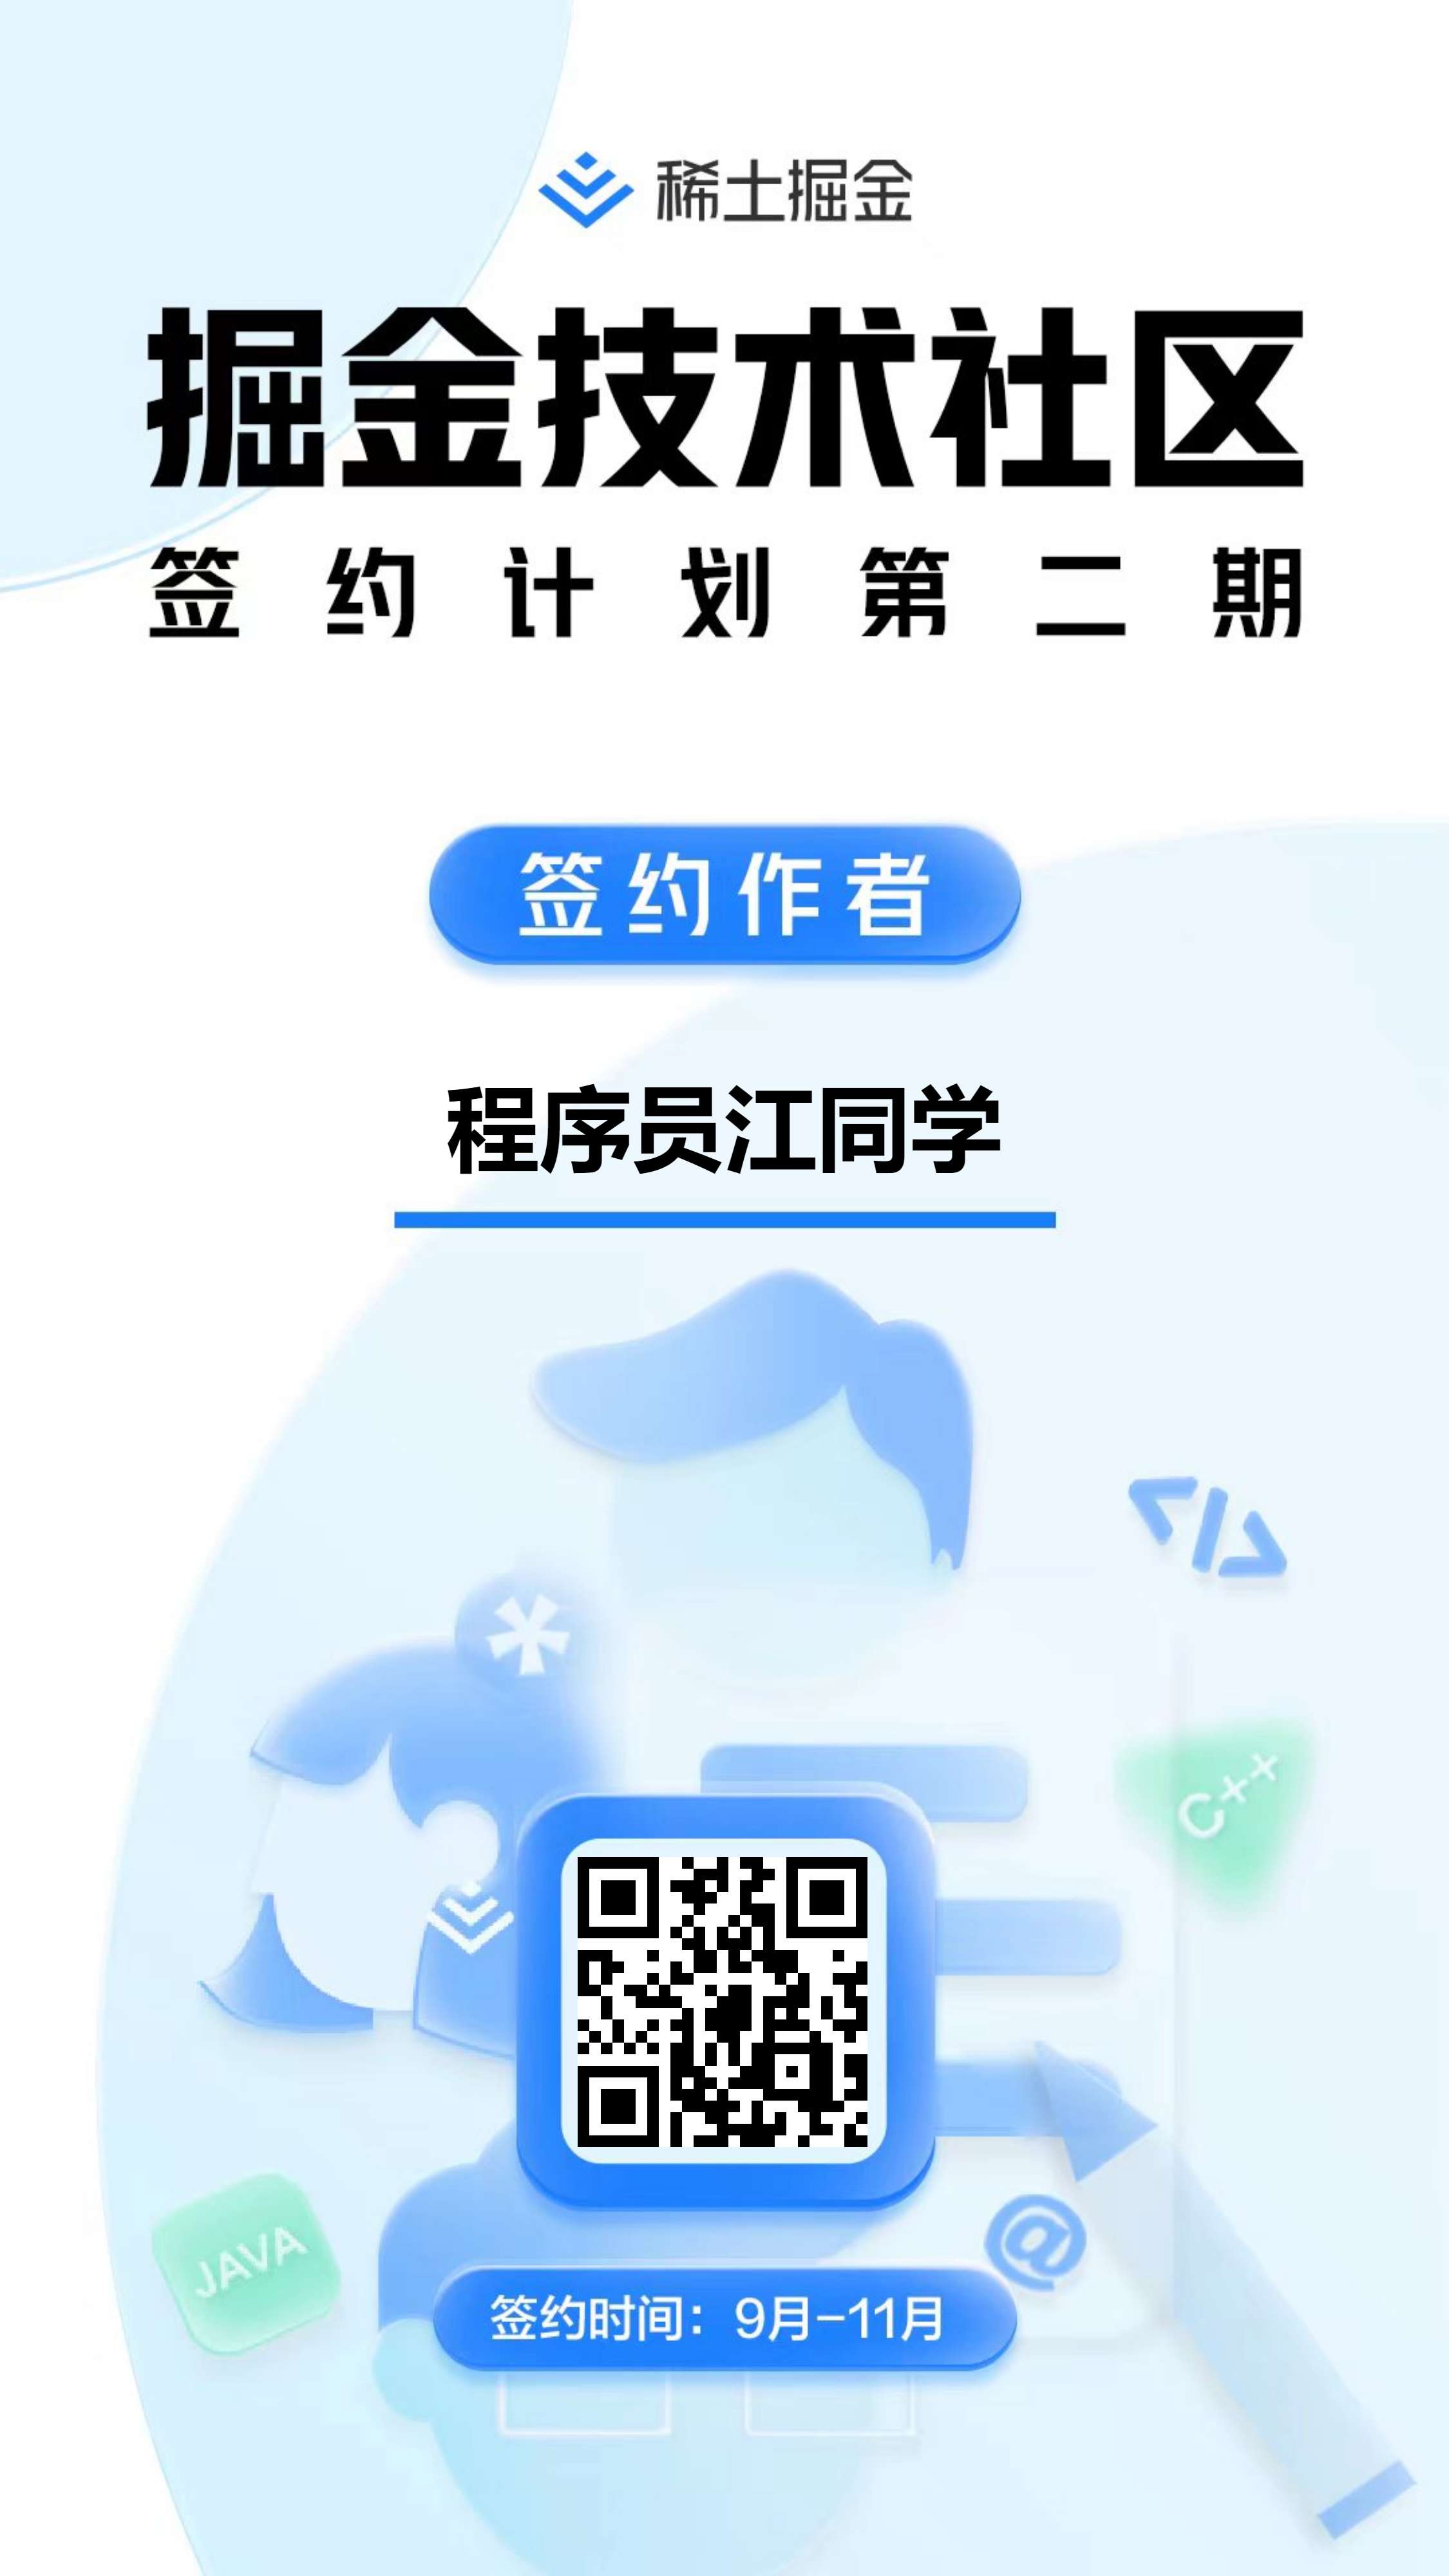 稀土掘金
掘金技术社区
签约计划第二期
签约作者
程序员江同学
</>
*
C++
JAVA
@
签约时间：9月-11月